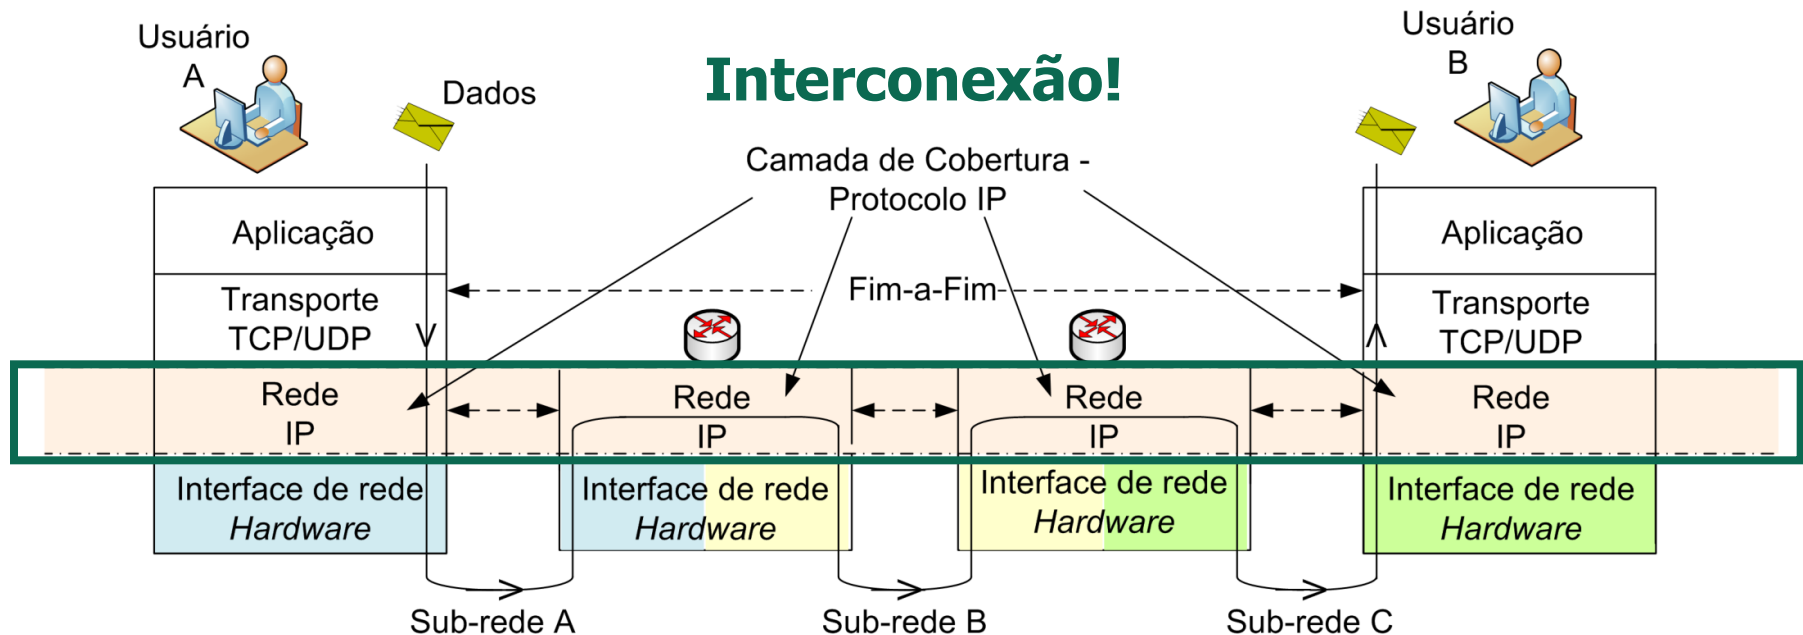 Usuário
A
Dados
Interconexão!
Usuário
B
Camada de Cobertura -
Protocolo IP
Aplicação
Aplicação
Fim-a-Fim
Transporte
TCP/UDP
Transporte
TCP/UDP
Rede
IP
Rede
IP
Rede
IP
Rede
IP
Interface de rede
Hardware
Interface de rede
Hardware
Interface de rede
Hardware
Interface de rede
Hardware
Sub-rede A
Sub-rede B
Sub-rede C